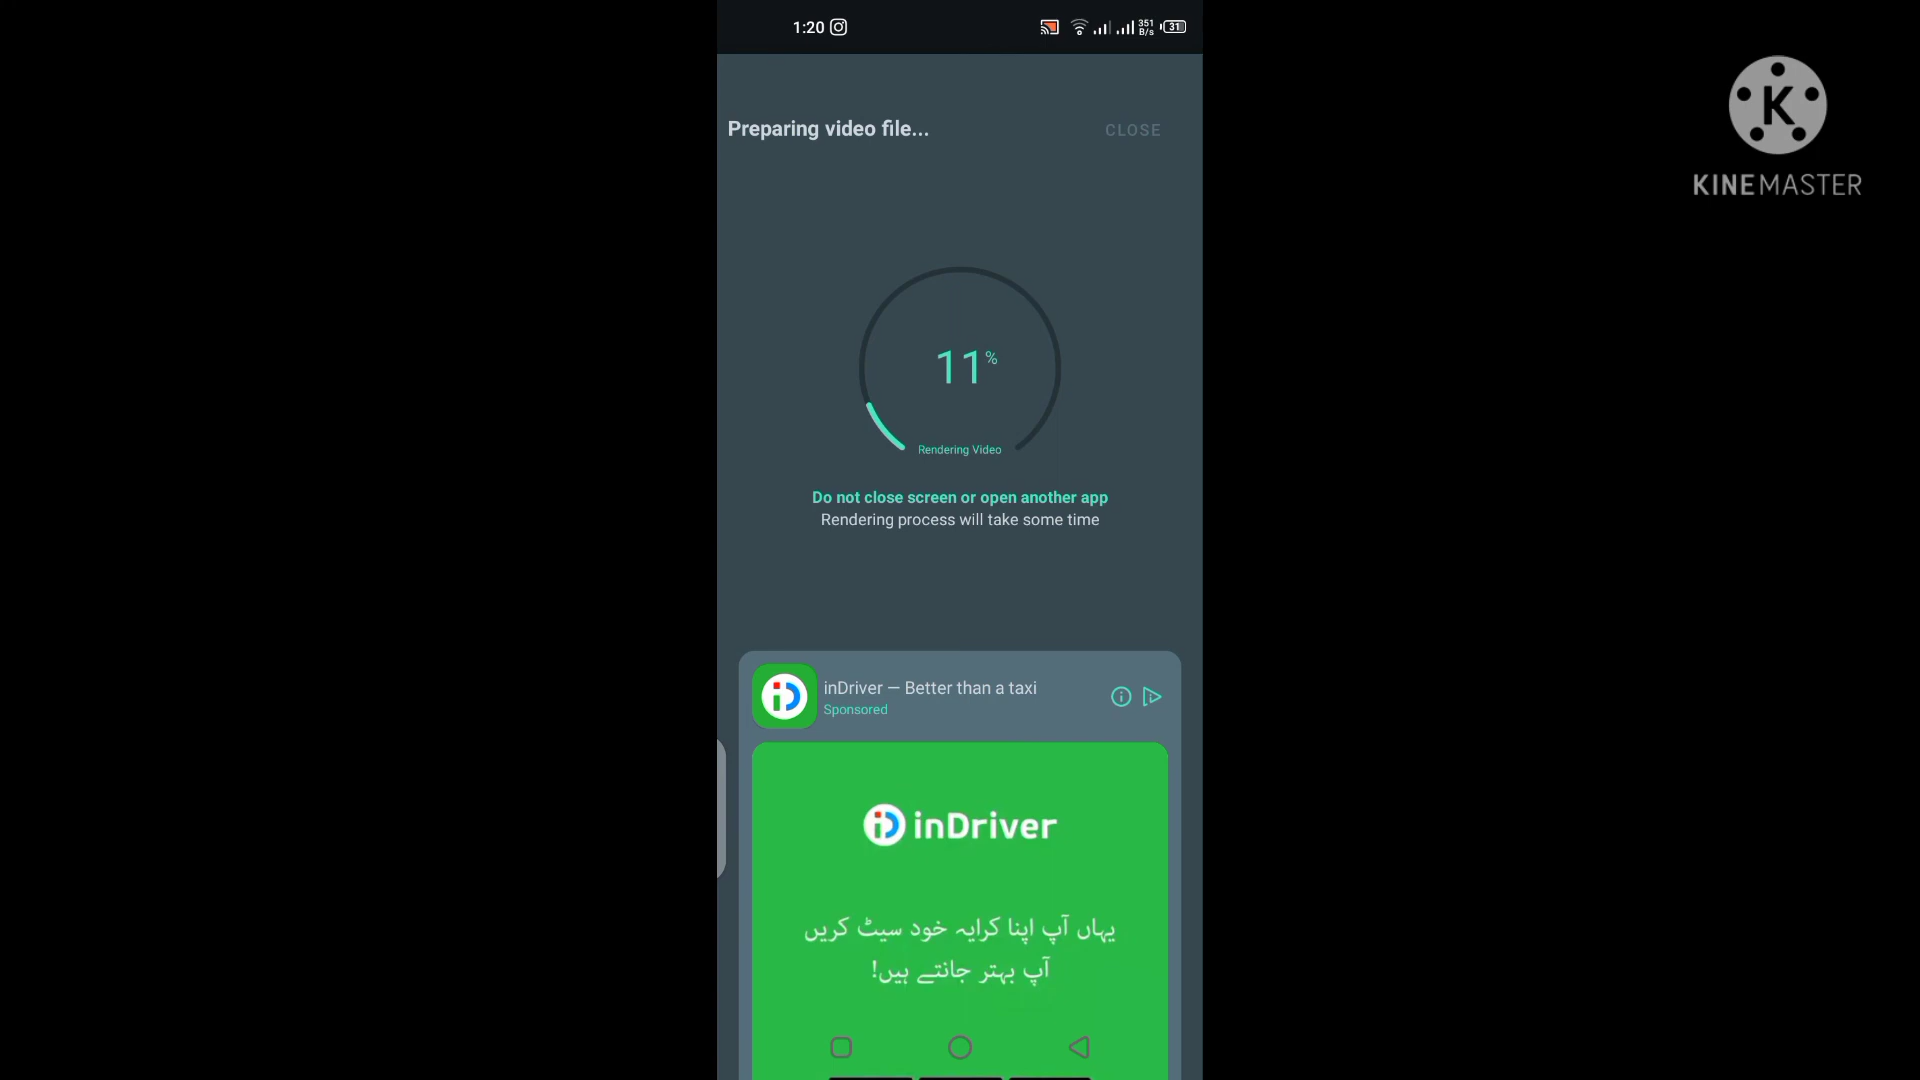 1:20
351
B/s
31
Preparing video file...
CLOSE
K
KINEMASTER
11%
Rendering Video
Do not close screen or open another app
Rendering process will take some time
inDriver — Better than a taxi
Sponsored
inDriver
یہاں آپ اپنا کرایہ خود سیٹ کریں
آپ بہتر جانتے ہیں!